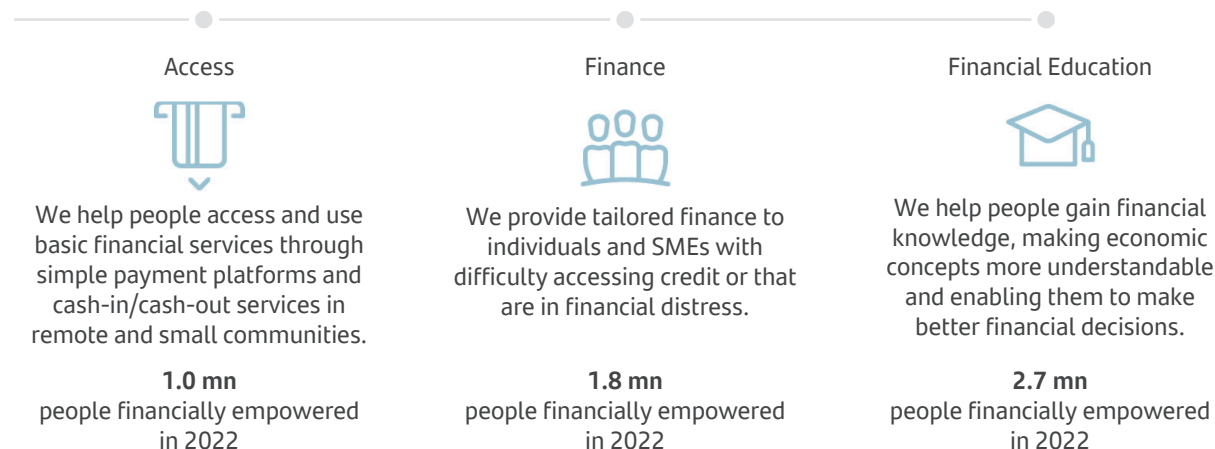 Access
We help people access and use
basic financial services through
simple payment platforms and
cash-in/cash-out services in
remote and small communities.
1.0 mn
people financially empowered
in 2022
Finance
We provide tailored finance to
individuals and SMEs with
difficulty accessing credit or that
are in financial distress.
1.8 mn
people financially empowered
in 2022
Financial Education
We help people gain financial
knowledge, making economic
concepts more understandable
and enabling them to make
better financial decisions.
2.7 mn
people financially empowered
in 2022